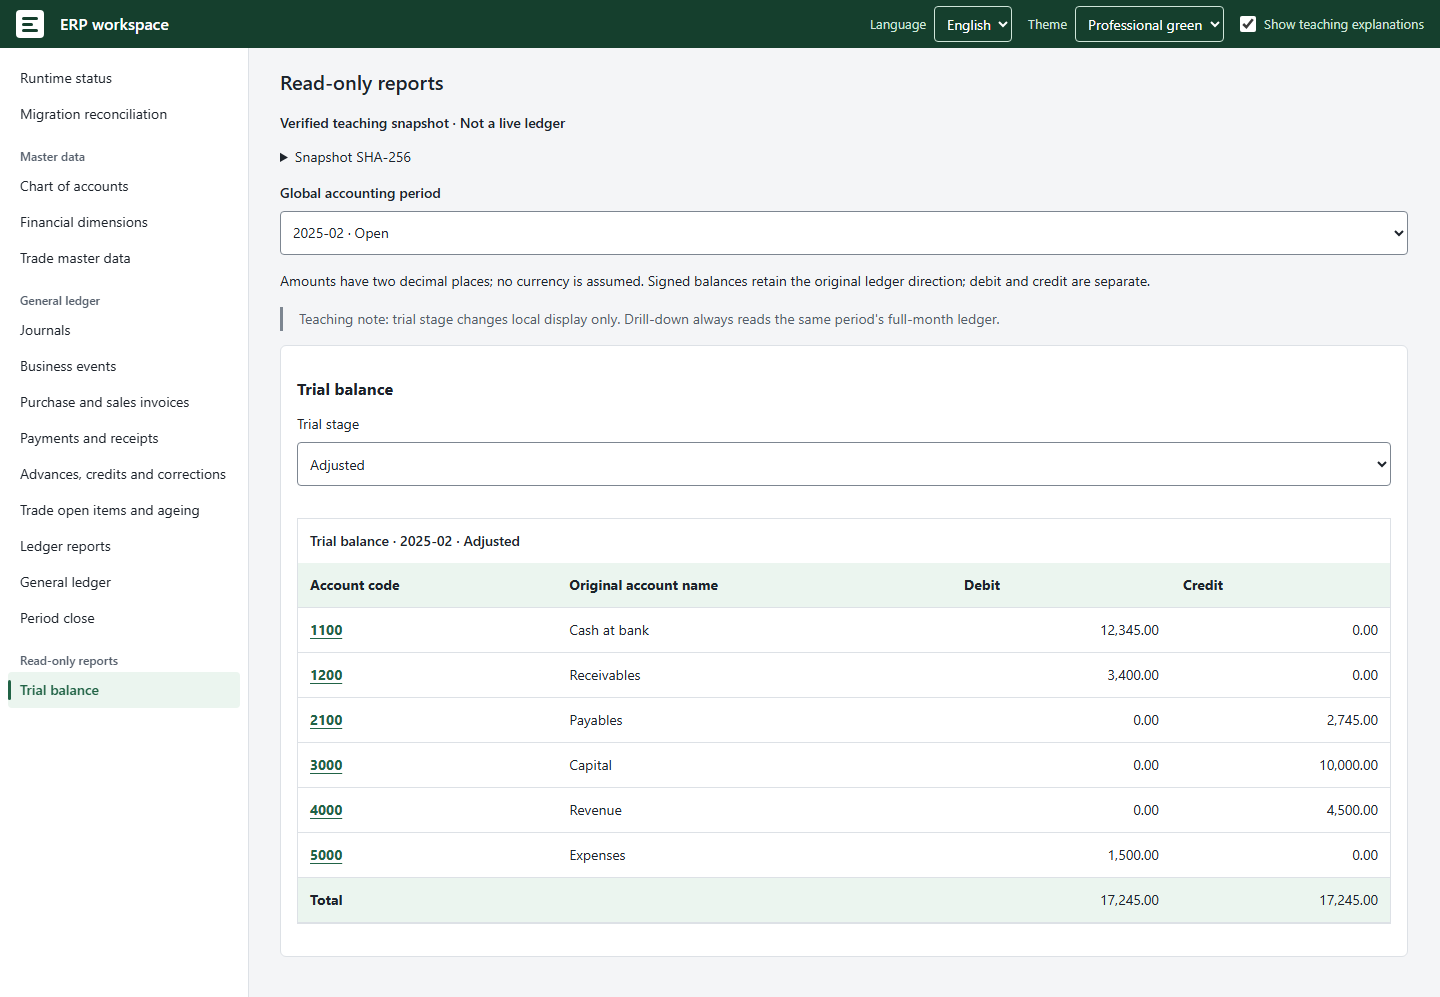 ERP workspace
Language English Theme Professional green Show teaching explanations
Runtime status
Migration reconciliation
Master data
Chart of accounts
Financial dimensions
Trade master data
General ledger
Journals
Business events
Purchase and sales invoices
Payments and receipts
Advances, credits and corrections
Trade open items and ageing
Ledger reports
General ledger
Period close
Read-only reports
Trial balance
Read-only reports
Verified teaching snapshot · Not a live ledger
Snapshot SHA-256
Global accounting period
2025-02 · Open
Amounts have two decimal places; no currency is assumed. Signed balances retain the original ledger direction; debit and credit are separate.
Teaching note: trial stage changes local display only. Drill-down always reads the same period's full-month ledger.
Trial balance
Trial stage
Adjusted
Trial balance · 2025-02 · Adjusted
Account code Original account name Debit Credit
1100 Cash at bank 12,345.00 0.00
1200 Receivables 3,400.00 0.00
2100 Payables 0.00 2,745.00
3000 Capital 0.00 10,000.00
4000 Revenue 0.00 4,500.00
5000 Expenses 1,500.00 0.00
Total 17,245.00 17,245.00